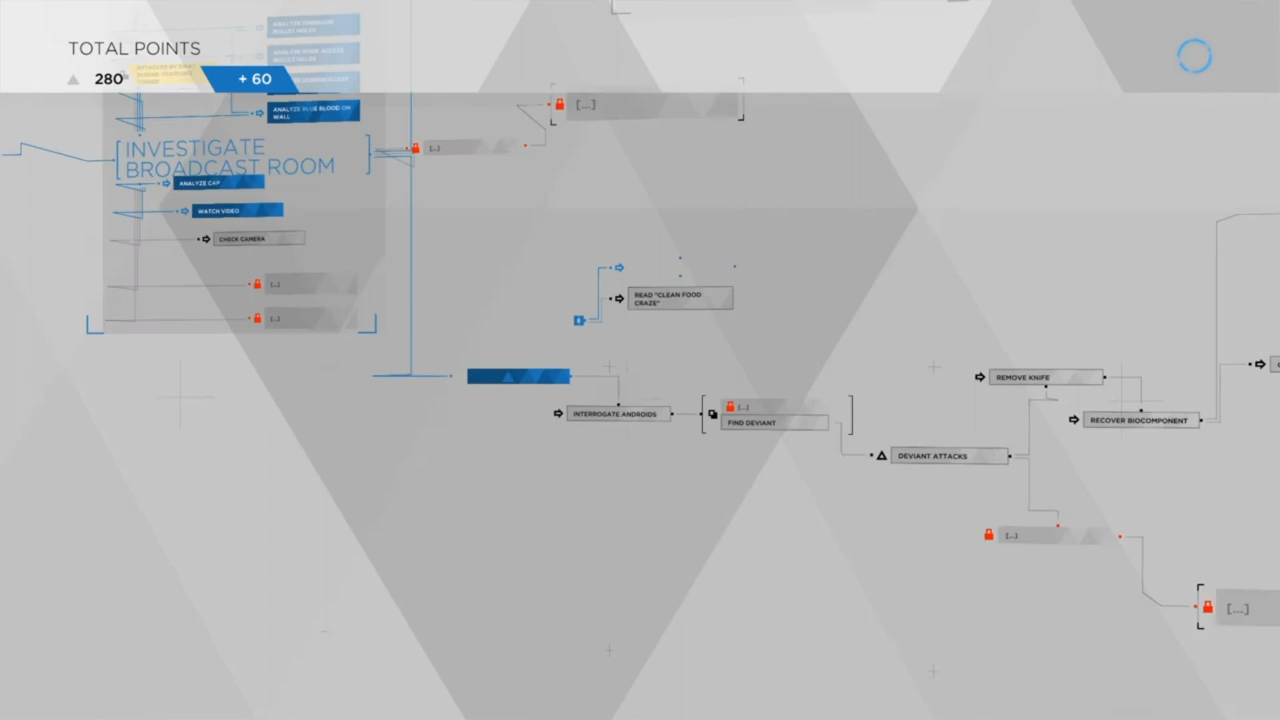 TOTAL POINTS
280
+ 60
ANALYZE BLUE BLOOD ON
WALL
[...]
INVESTIGATE
BROADCAST ROOM
[...]
ANALYZE CAP
WATCH VIDEO
CHECK CAMERA
[...]
READ "CLEAN FOOD
CRAZE"
[...]
REMOVE KNIFE
[...]
INTERROGATE ANDROIDS
FIND DEVIANT
RECOVER BIOCOMPONENT
DEVIANT ATTACKS
[...]
[...]